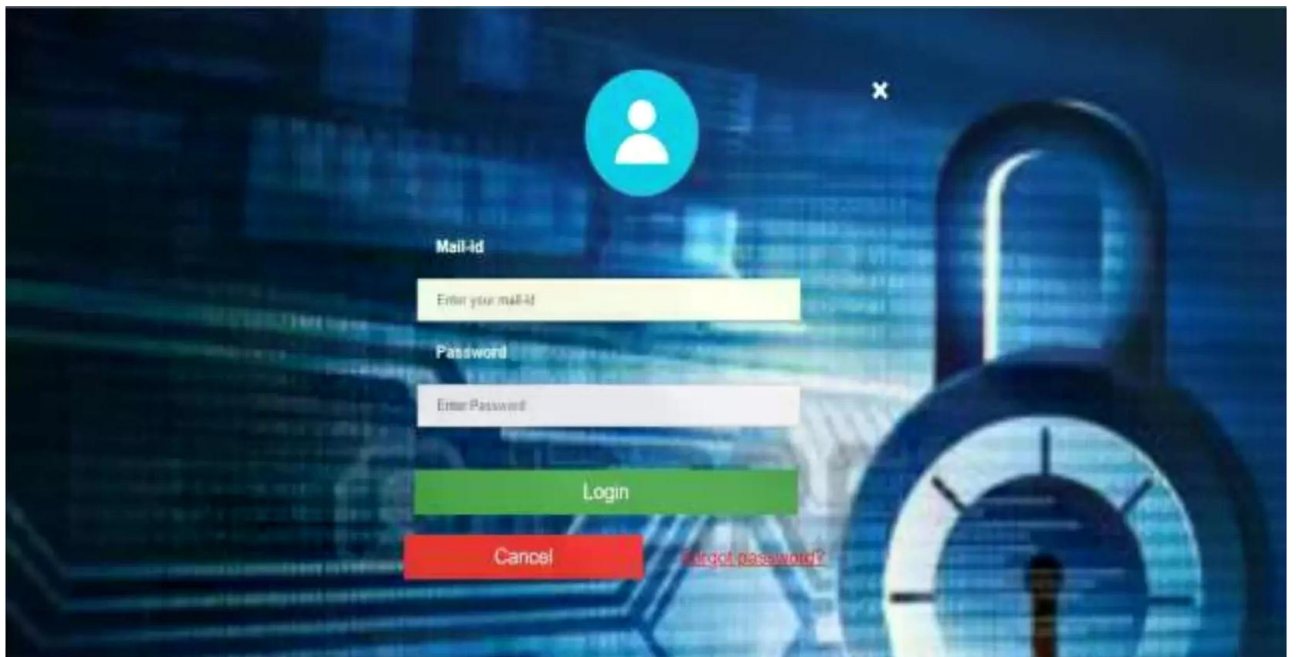 ×
Mail-id
Enter your mail-id
Password
Enter Password
Login
Cancel
Forgot password?